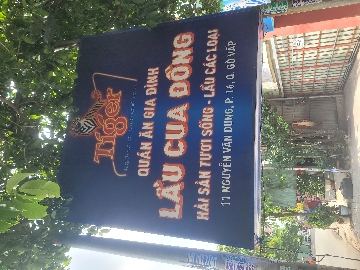 Tiger
QUÁN ĂN GIA ĐÌNH
LẨU CUA ĐỒNG
HẢI SẢN TƯƠI SỐNG - LẨU CÁC LOẠI
11 NGUYỄN VĂN DUNG, P. 16, Q. GÒ VẤP